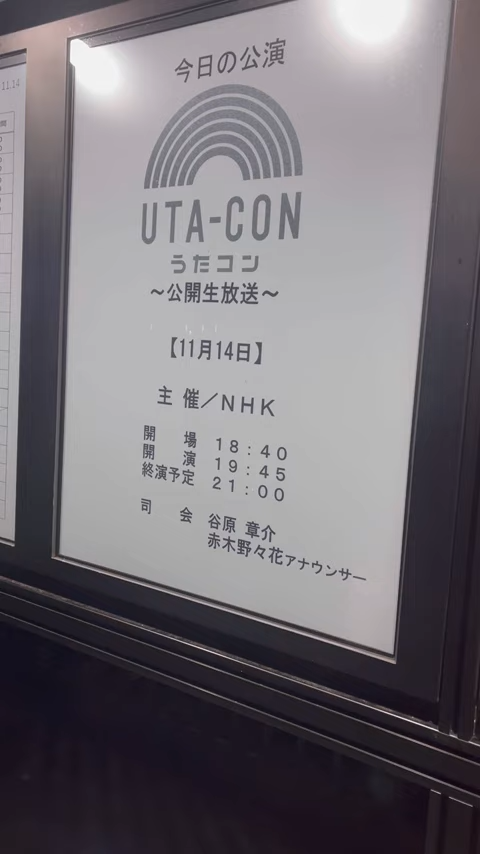 11.14
今日の公演
UTA-CON
うたコン
～公開生放送～
【11月14日】
主 催／NHK
開 場 18：40
開 演 19：45
終演予定 21：00
司 会 谷原 章介
赤木野々花アナウンサー